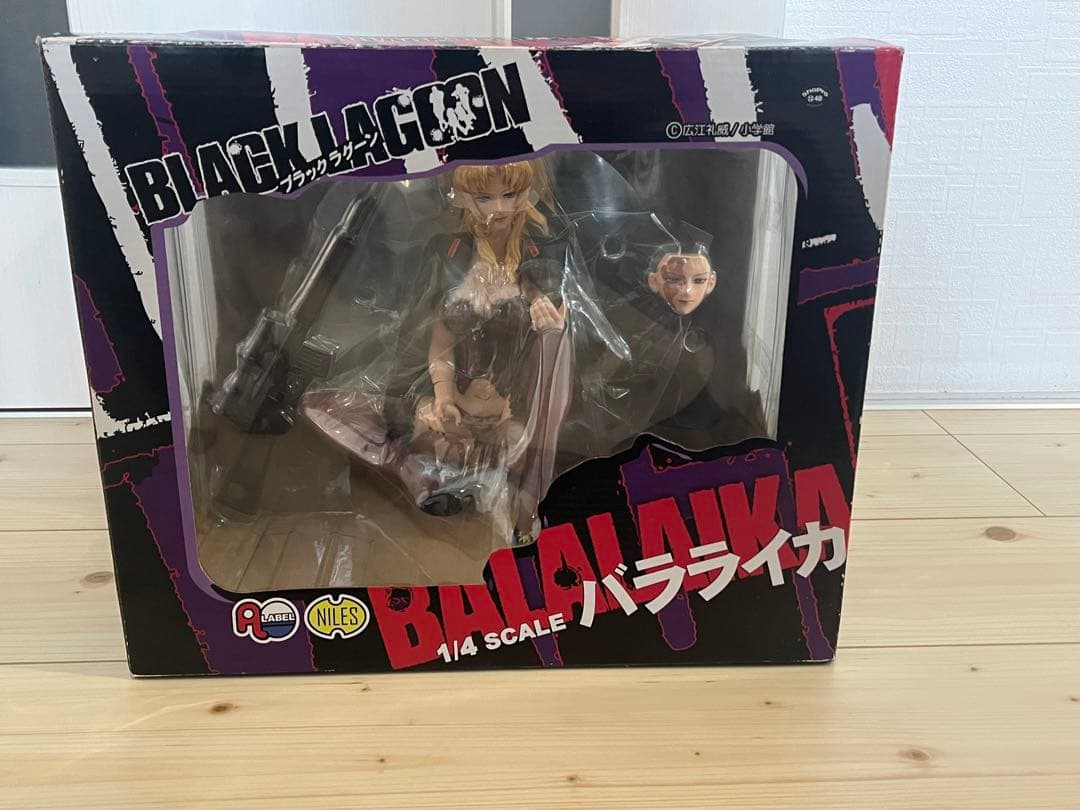 BLACK LAGOON
ブラックラグーン
©広江礼威/小学館
BALALAIKA
バラライカ
1/4 SCALE
A LABEL
NILES